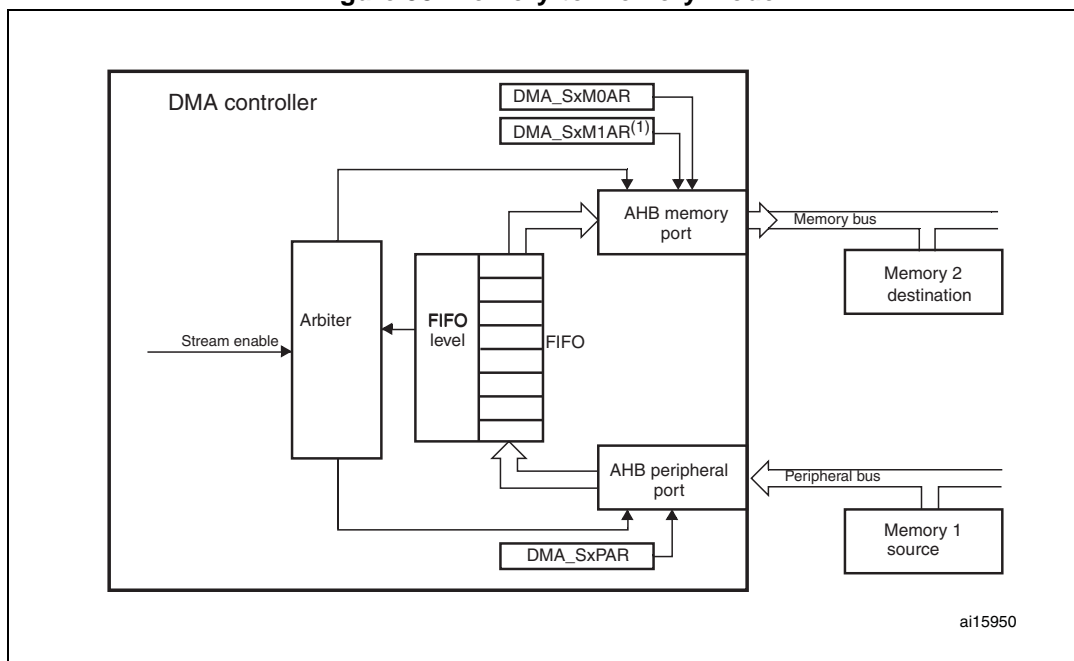 DMA controller
DMA_SxM0AR
DMA_SxM1AR(1)
AHB memory
port
Memory bus
Memory 2
destination
Arbiter
Stream enable
FIFO
level
FIFO
AHB peripheral
port
Peripheral bus
DMA_SxPAR
Memory 1
source
ai15950